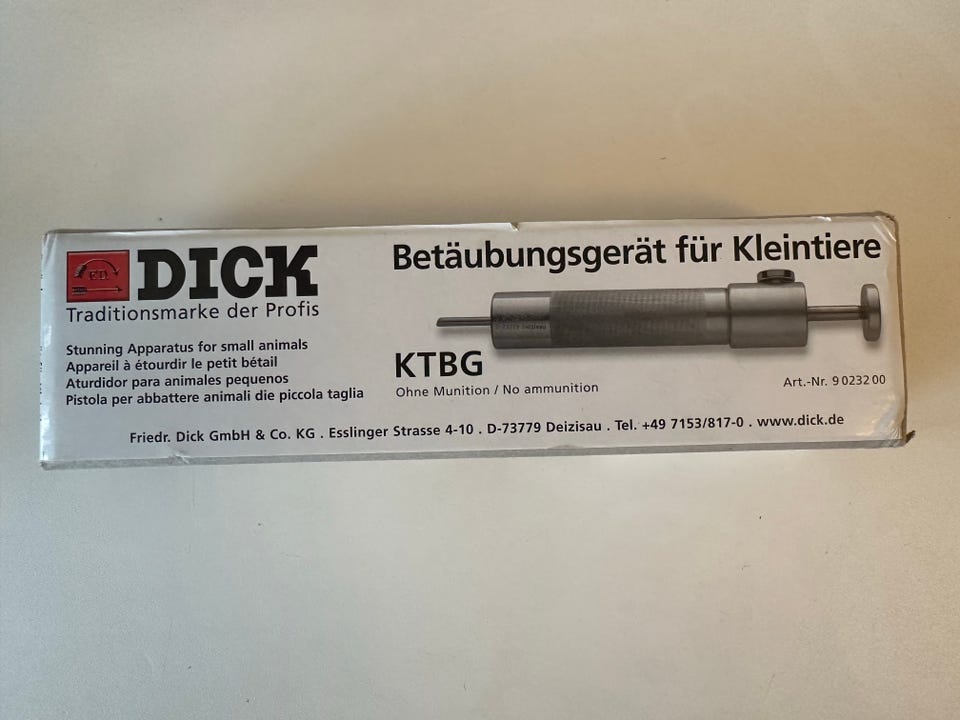 DICK
Traditionsmarke der Profis
Stunning Apparatus for small animals
Appareil à étourdir le petit bétail
Aturdidor para animales pequenos
Pistola per abbattere animali die piccola taglia
Betäubungsgerät für Kleintiere
D-73779 Deizisau
KTBG
Ohne Munition / No ammunition
Art.-Nr. 9 0232 00
Friedr. Dick GmbH & Co. KG . Esslinger Strasse 4-10 . D-73779 Deizisau . Tel. +49 7153/817-0 . www.dick.de